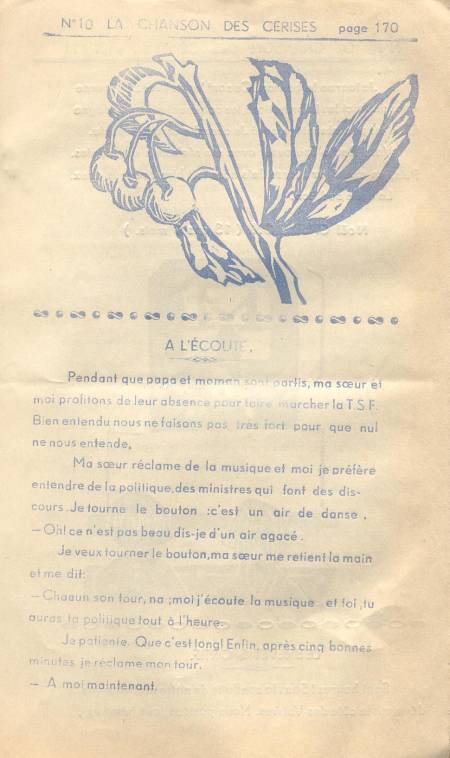 N°10 LA CHANSON DES CERISES page 170
A L'ÉCOUTE.
Pendant que papa et maman sont partis, ma sœur et
moi profitons de leur absence pour faire marcher la T.S.F.
Bien entendu nous ne faisons pas très fort pour que nul
ne nous entende,
Ma sœur réclame de la musique et moi je préfère
entendre de la politique, des ministres qui font des dis-
cours. Je tourne le bouton :c'est un air de danse .
— Oh! ce n'est pas beau dis-je d'un air agacé .
Je veux tourner le bouton, ma sœur me retient la main
et me dit:
— Chacun son tour, na ; moi j'écoute la musique et toi, tu
auras ta politique tout à l'heure.
Je patiente. Que c'est long! Enfin, après cinq bonnes
minutes je réclame mon tour.
— A moi maintenant,